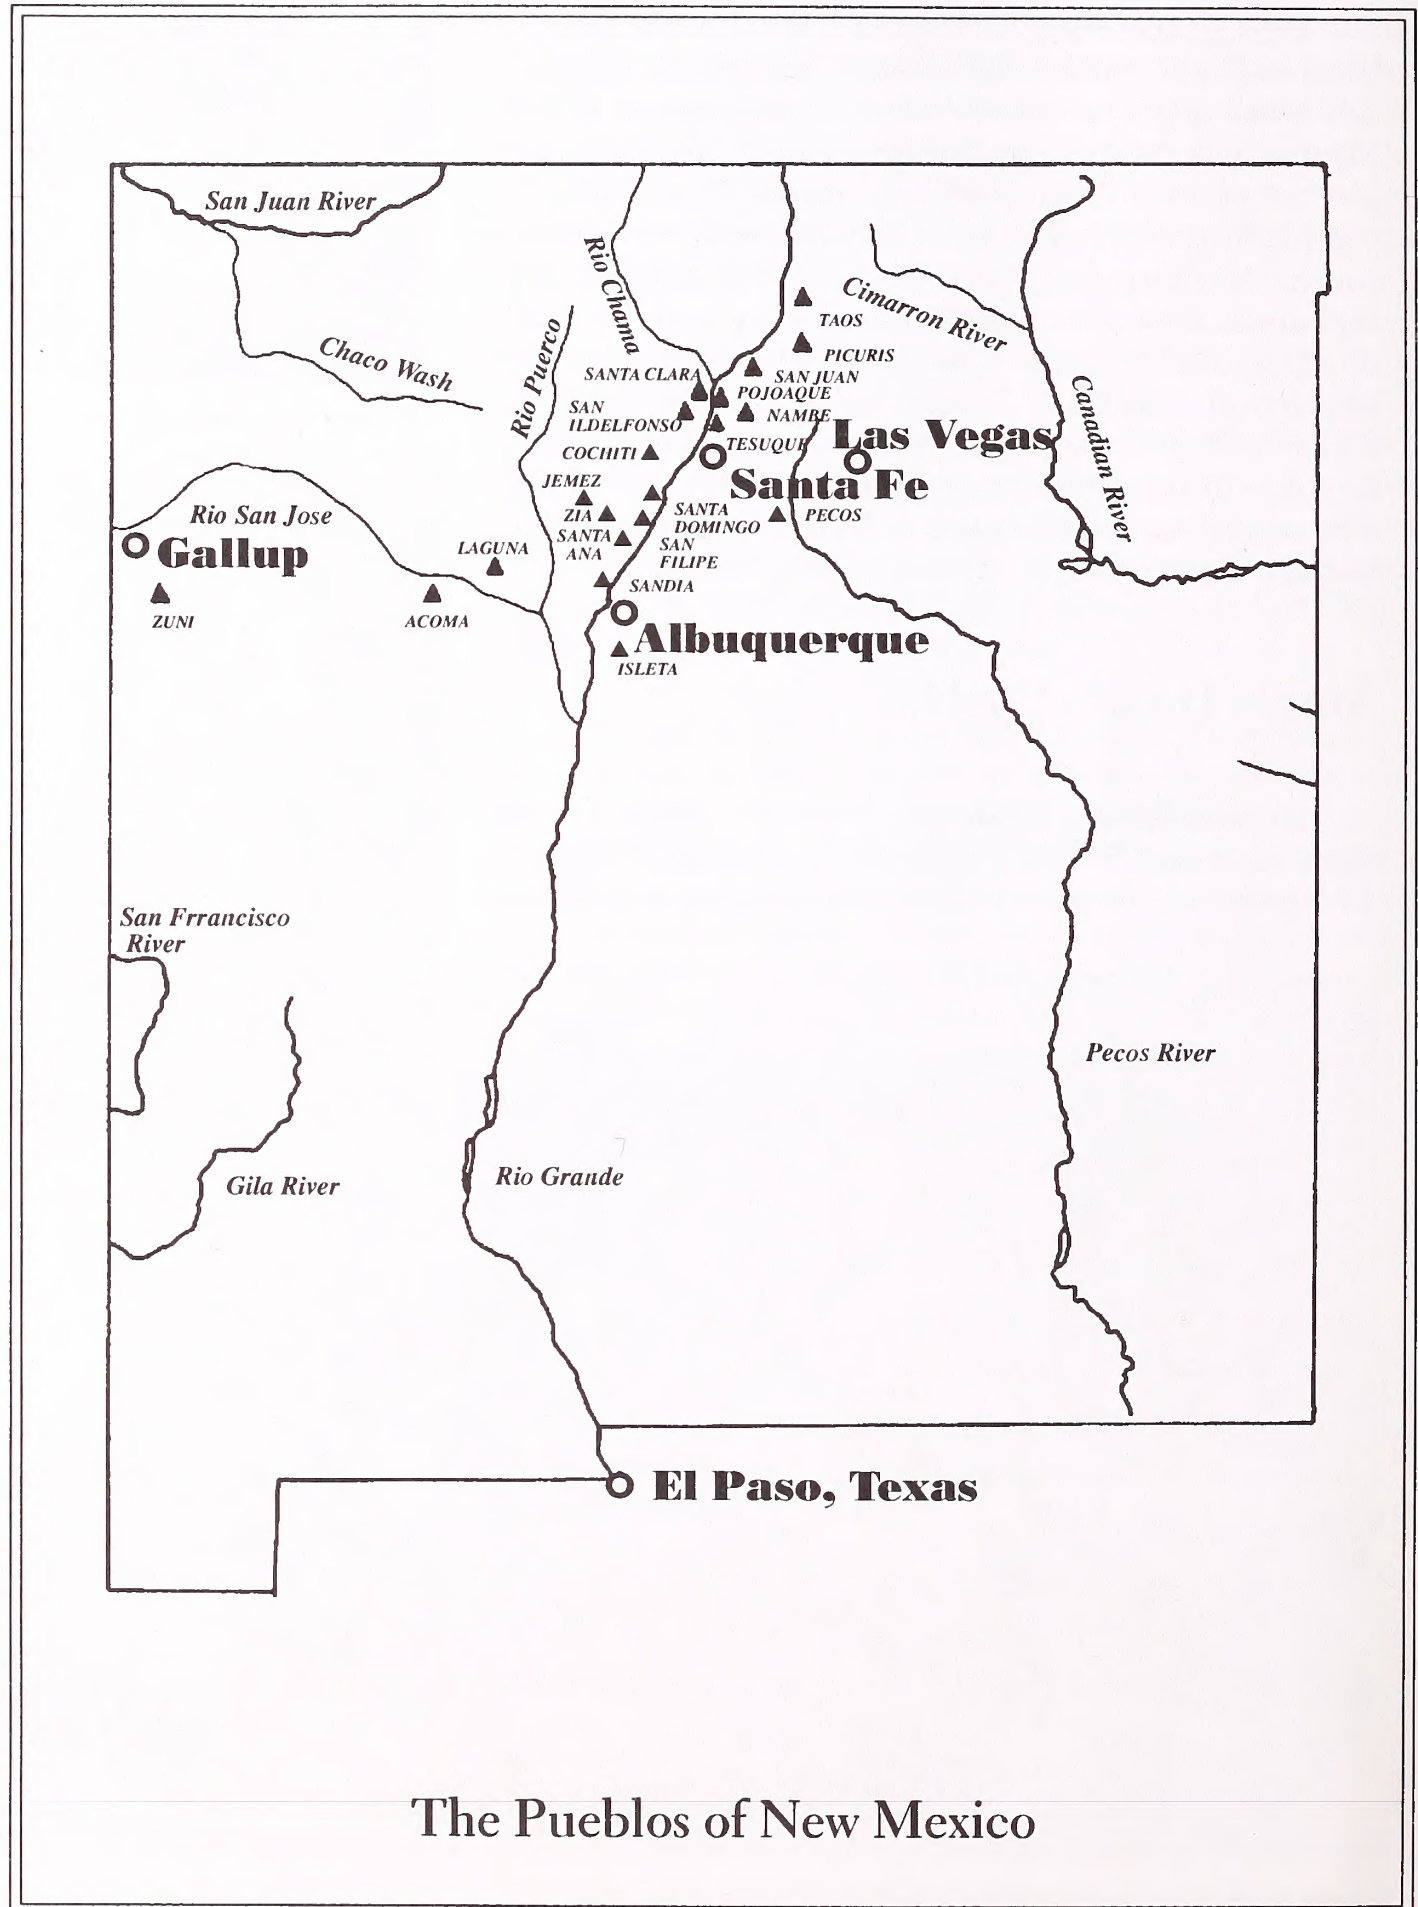 San Juan River
Rio Chama
Cimarron River
TAOS
Chaco Wash
Rio Puerco
PICURIS
SANTA CLARA
SAN JUAN
Canadian River
POJOAQUE
SAN
ILDELFONSO
NAMBE
Las Vegas
TESUQUE
COCHITI
Santa Fe
JEMEZ
Rio San Jose
ZIA
SANTA
DOMINGO
PECOS
SANTA
ANA
SAN
FILIPE
LAGUNA
Gallup
SANDIA
ZUNI
ACOMA
Albuquerque
ISLETA
San Frrancisco
River
Pecos River
Gila River
Rio Grande
El Paso, Texas
The Pueblos of New Mexico